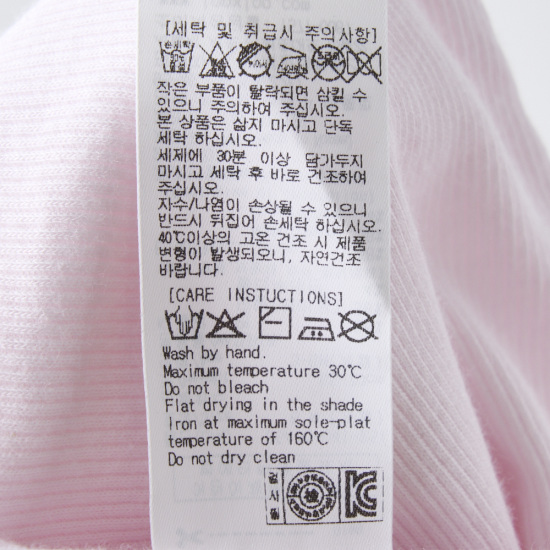 [세탁 및 취급시 주의사항]
작은 부품이 탈락되면 삼킬 수
있으니 주의하여 주십시오.
본 상품은 삶지 마시고 단독
세탁 하십시오.
세제에 30분 이상 담가두지
마시고 세탁 후 바로 건조하여
주십시오.
자수/나염이 손상될 수 있으니
반드시 뒤집어 손세탁 하십시오.
40℃이상의 고온 건조 시 제품
변형이 발생되오니, 자연건조
바랍니다.
[CARE INSTUCTIONS]
Wash by hand.
Maximum temperature 30℃
Do not bleach
Flat drying in the shade
Iron at maximum sole-plat
temperature of 160℃
Do not dry clean
검사필
檢
KC